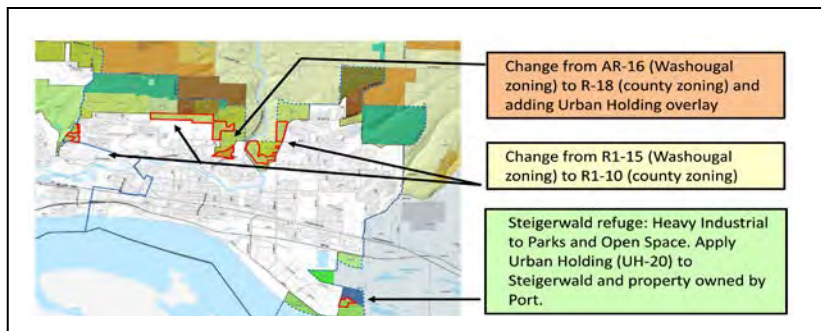 Change from AR-16 (Washougal
zoning) to R-18 (county zoning) and
adding Urban Holding overlay
Change from R1-15 (Washougal
zoning) to R1-10 (county zoning)
Steigerwald refuge: Heavy Industrial
to Parks and Open Space. Apply
Urban Holding (UH-20) to
Steigerwald and property owned by
Port.